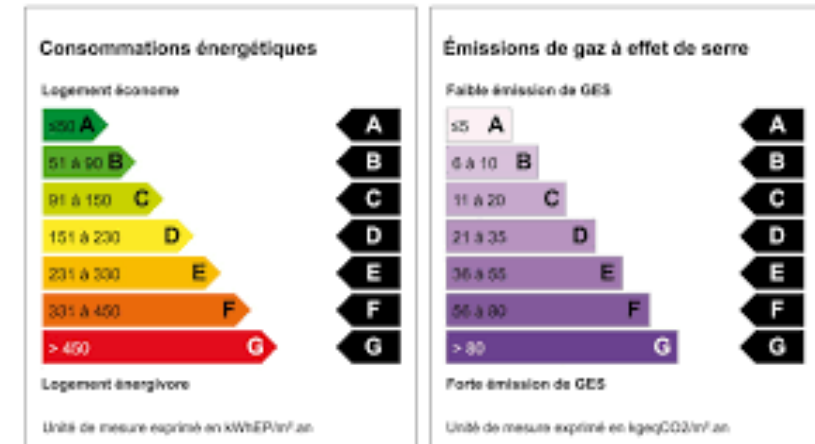 Consommations énergétiques
Logement économe
≤50 A
A
51 à 90 B
B
91 à 150 C
C
151 à 230 D
D
231 à 330 E
E
331 à 450 F
F
> 450 G
G
Logement énergivore
Unité de mesure exprimé en kWhEP/m² an
Émissions de gaz à effet de serre
Faible émission de GES
≤5 A
A
6 à 10 B
B
11 à 20 C
C
21 à 35 D
D
36 à 55 E
E
56 à 80 F
F
> 80 G
G
Forte émission de GES
Unité de mesure exprimé en kgeqCO2/m² an